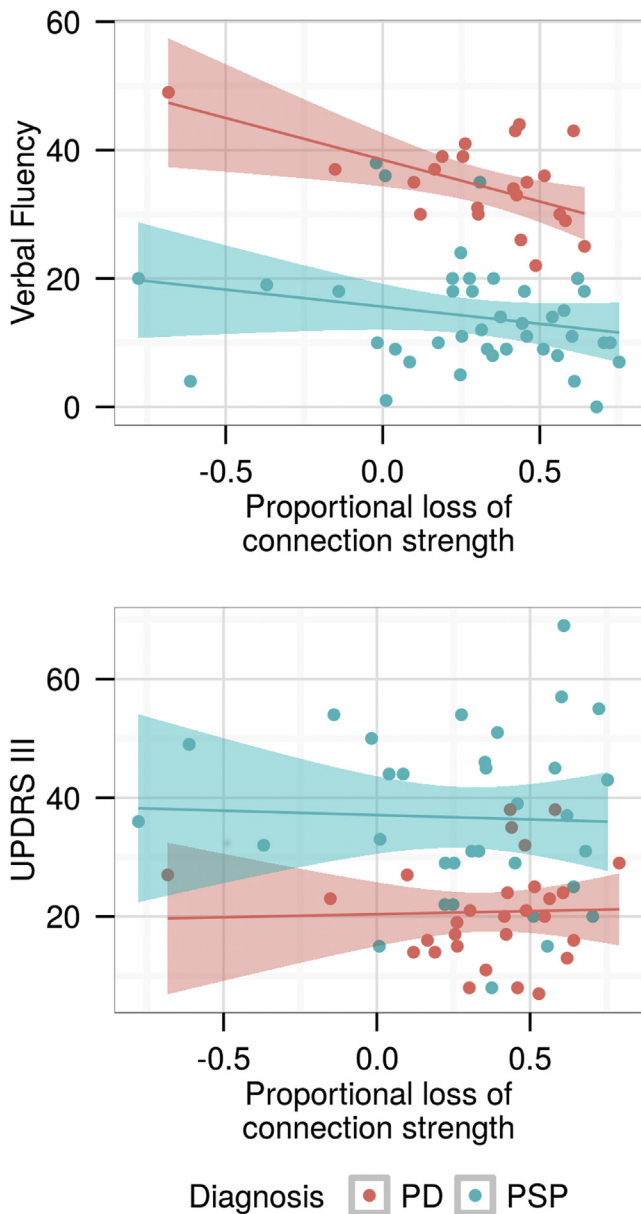 60
40
20
0
Verbal Fluency
-0.5 0.0 0.5
Proportional loss of
connection strength
60
40
20
UPDRS III
-0.5 0.0 0.5
Proportional loss of
connection strength
Diagnosis PD PSP